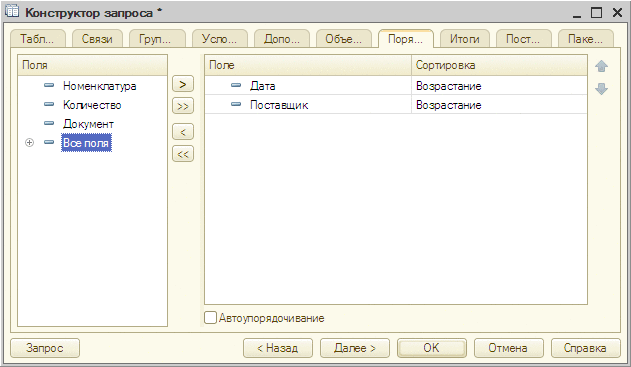 Конструктор запроса *
Табл... Связи Груп... Усло... Допо... Объе... Поря... Итоги Пост... Паке...
Поля
Номенклатура
Количество
Документ
Все поля
>
>>
<
<<
Поле Сортировка
Дата Возрастание
Поставщик Возрастание
Автоупорядочивание
Запрос < Назад Далее > OK Отмена Справка